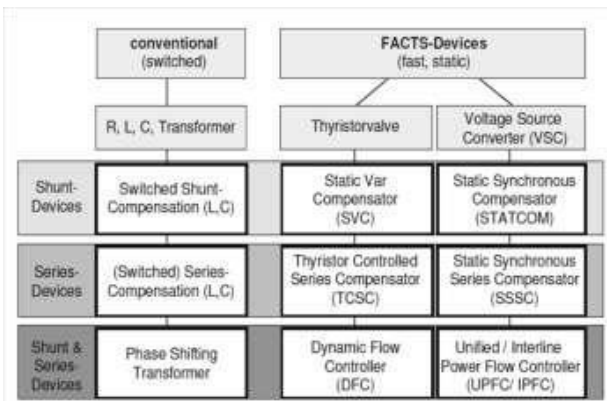 conventional
(switched)
FACTS-Devices
(fast, static)
R, L, C, Transformer
Thyristorvalve
Voltage Source
Converter (VSC)
Shunt-
Devices
Switched Shunt-
Compensation (L,C)
Static Var
Compensator
(SVC)
Static Synchronous
Compensator
(STATCOM)
Series-
Devices
(Switched) Series-
Compensation (L,C)
Thyristor Controlled
Series Compensator
(TCSC)
Static Synchronous
Series Compensator
(SSSC)
Shunt &
Series-
Devices
Phase Shifting
Transformer
Dynamic Flow
Controller
(DFC)
Unified / Interline
Power Flow Controller
(UPFC/ IPFC)